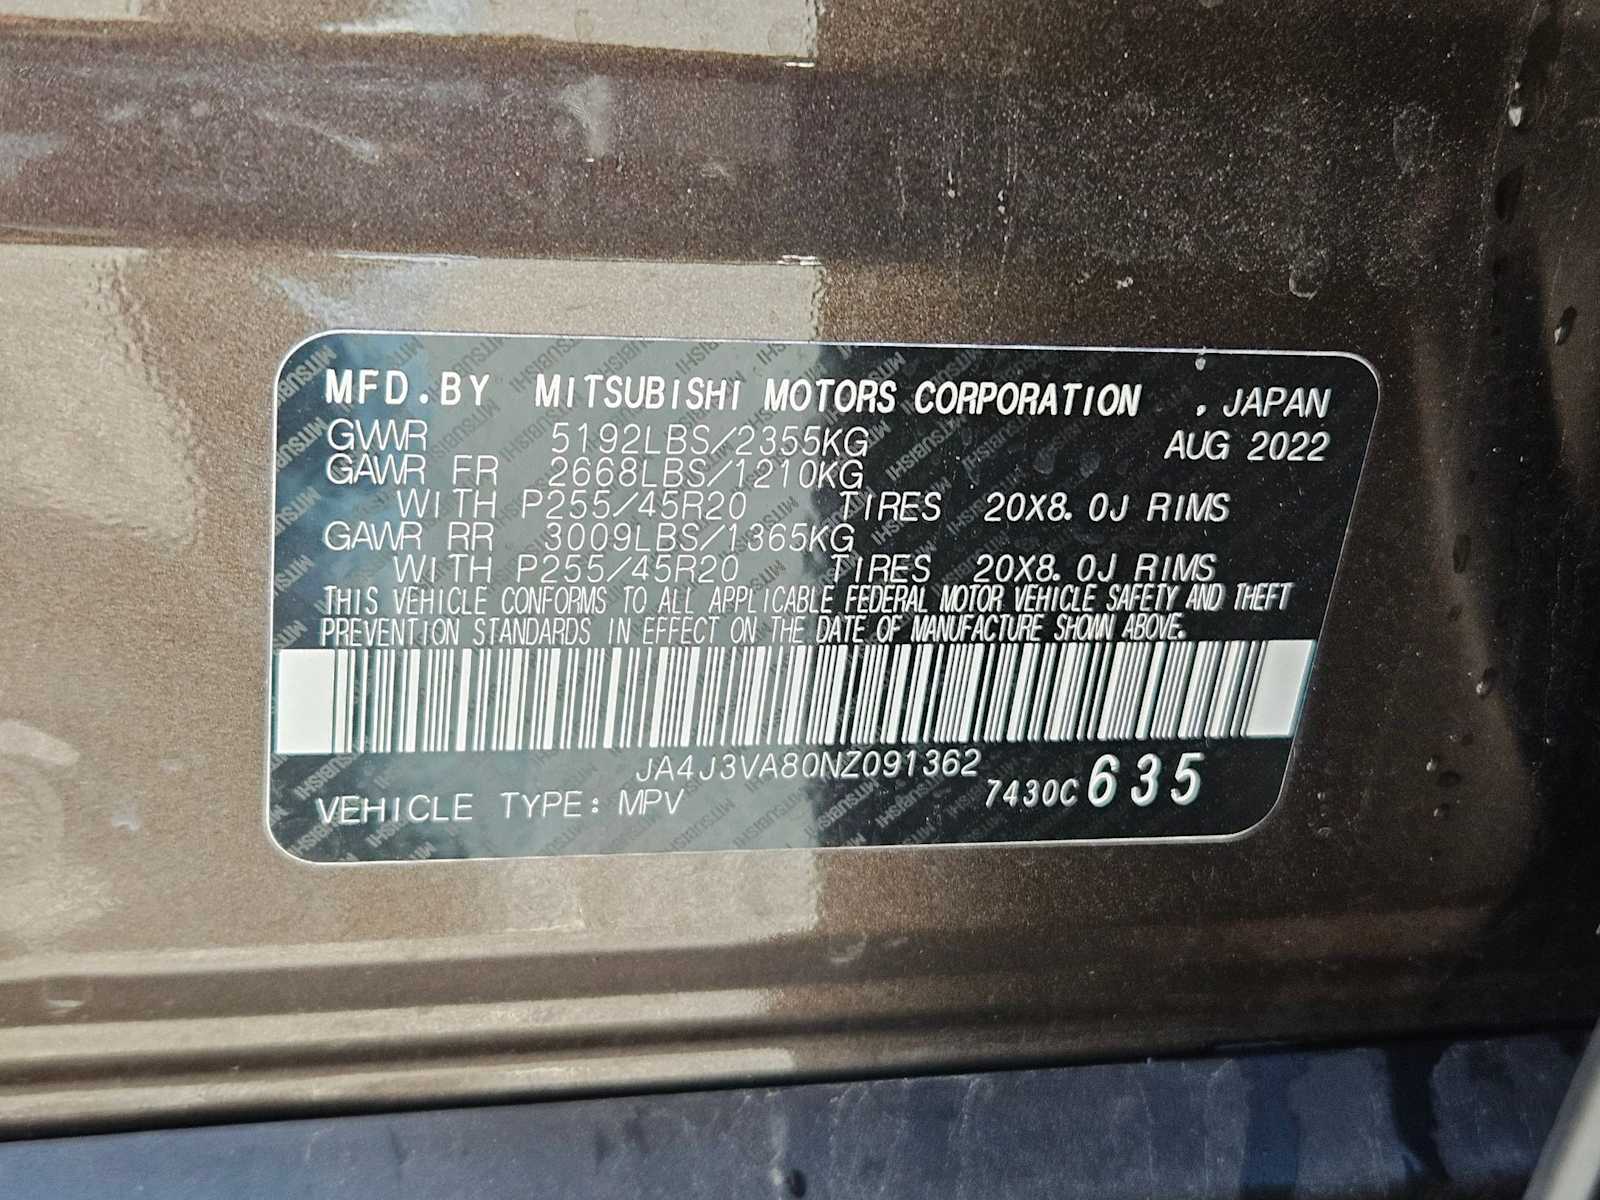 MFD.BY MITSUBISHI MOTORS CORPORATION , JAPAN
GVWR 5192LBS/2355KG AUG 2022
GAWR FR 2668LBS/1210KG
WITH P255/45R20 TIRES 20X8.0J RIMS
GAWR RR 3009LBS/1365KG
WITH P255/45R20 TIRES 20X8.0J RIMS
THIS VEHICLE CONFORMS TO ALL APPLICABLE FEDERAL MOTOR VEHICLE SAFETY AND THEFT
PREVENTION STANDARDS IN EFFECT ON THE DATE OF MANUFACTURE SHOWN ABOVE.
JA4J3VA80NZ091362
VEHICLE TYPE: MPV 7430C 635